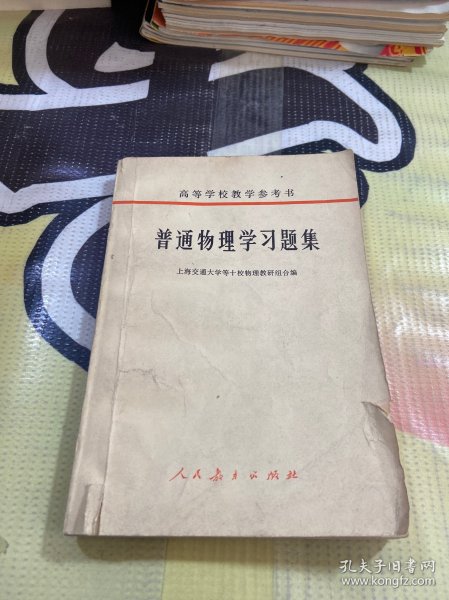 高等学校教学参考书
普通物理学习题集
上海交通大学等十校物理教研组合编
人民教育出版社
孔夫子旧书网
www.kongfz.com